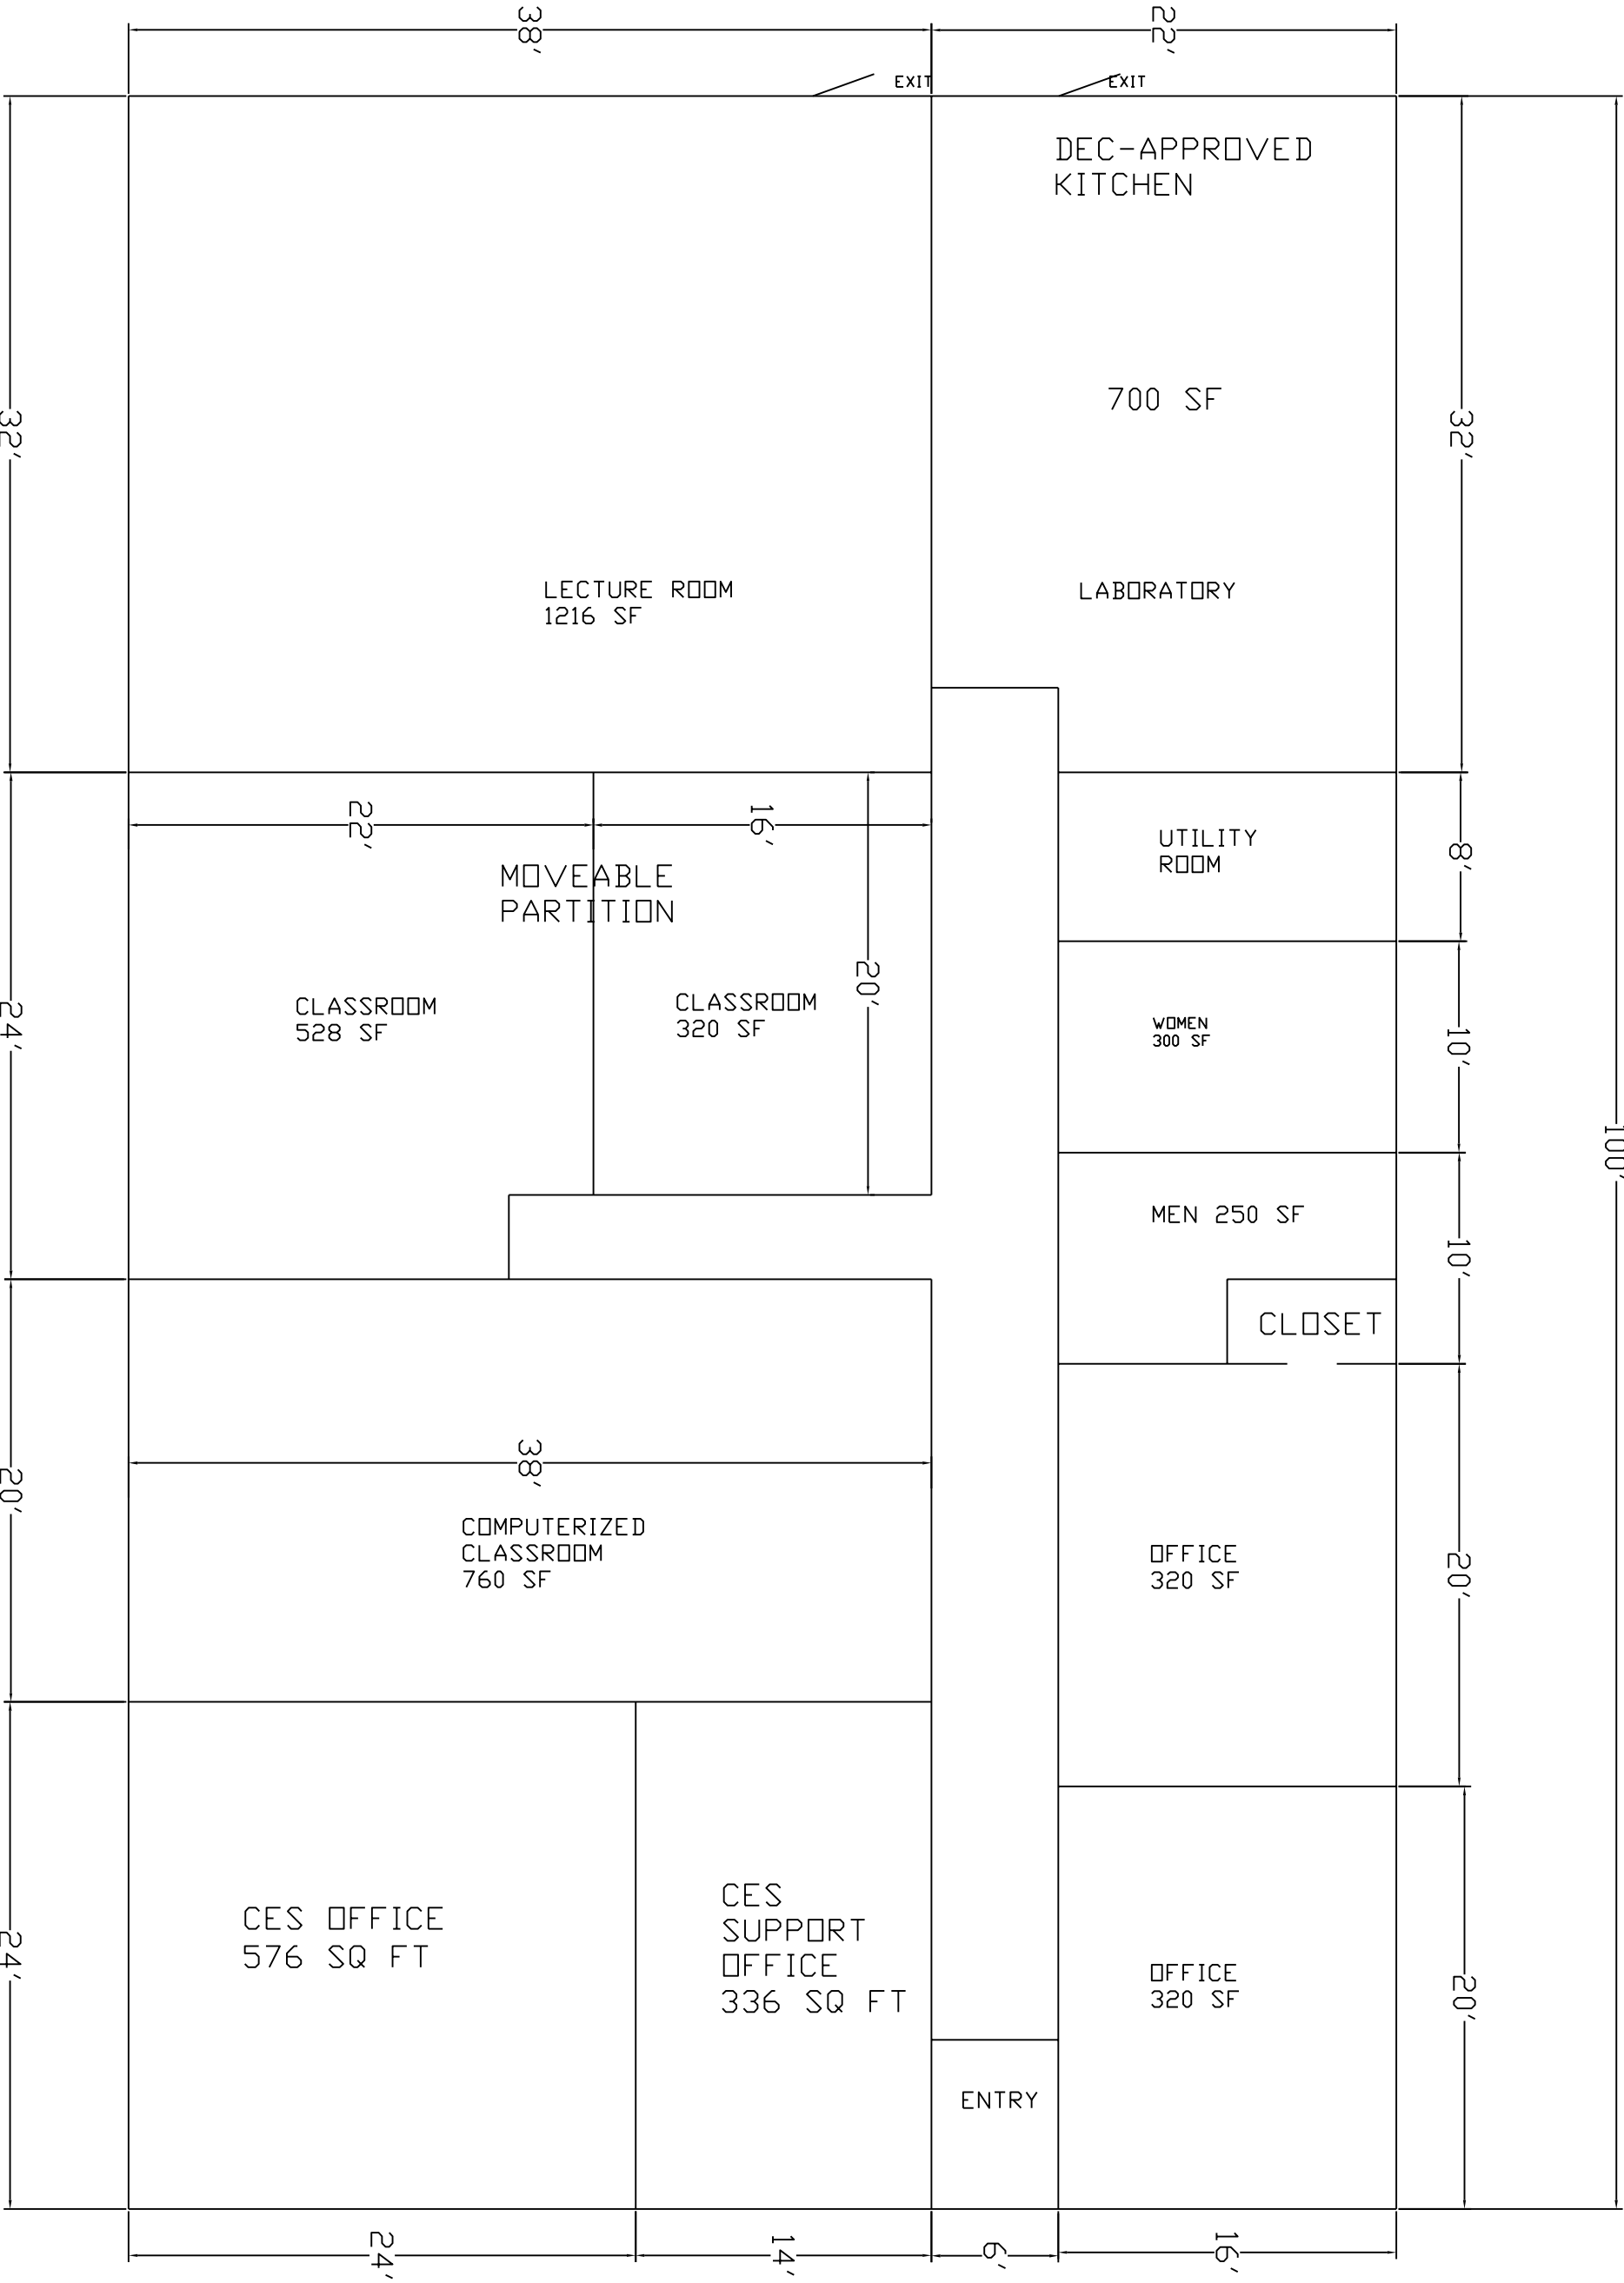 38'
22'
EXIT
EXIT
DEC-APPROVED
KITCHEN
700 SF
32'
32'
LECTURE ROOM
1216 SF
LABORATORY
22'
16'
UTILITY
ROOM
8'
MOVEABLE
PARTITION
20'
CLASSROOM
528 SF
CLASSROOM
320 SF
24'
WOMEN
300 SF
10'
100'
MEN 250 SF
10'
CLOSET
38'
20'
COMPUTERIZED
CLASSROOM
760 SF
OFFICE
320 SF
20'
CES OFFICE
576 SQ FT
CES
SUPPORT
OFFICE
336 SQ FT
24'
OFFICE
320 SF
20'
ENTRY
24'
14'
6'
16'